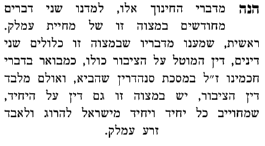 הנה מדברי החינוך אלו, למדנו שני דברים
מחודשים במצוה זו של מחיית עמלק.
ראשית, שמענו מדבריו שבמצוה זו כלולים שני
דינים, דין המוטל על הציבור כולו, כמבואר בדברי
חכמינו ז"ל במסכת סנהדרין שהביא, ואולם מלבד
דין הציבור, יש במצוה זו גם דין על היחיד,
שמחוייב כל יחיד ויחיד מישראל להרוג ולאבד
זרע עמלק.